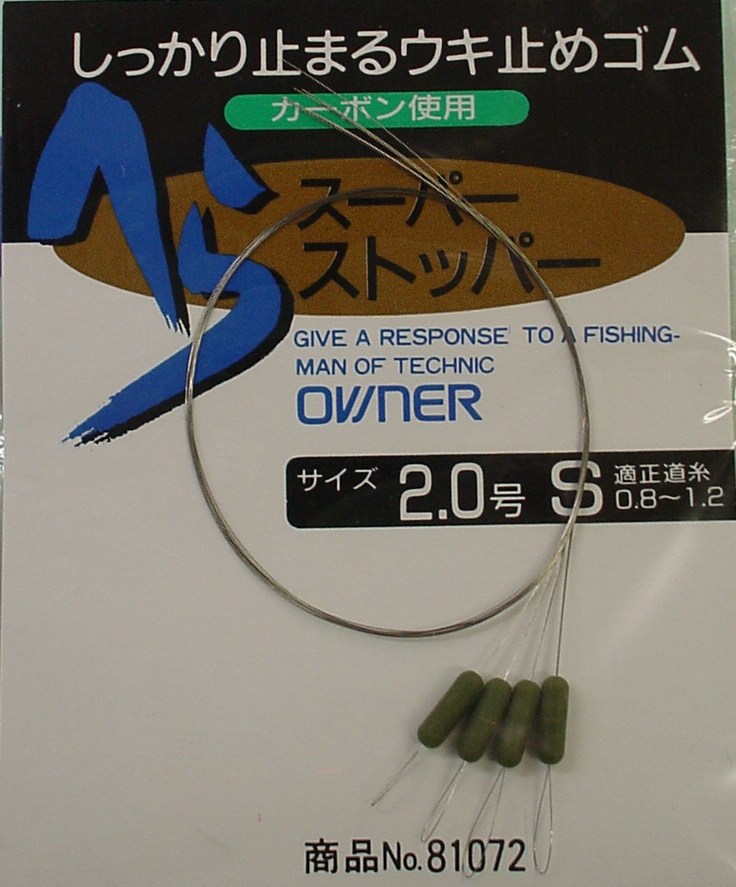 しっかり止まるウキ止めゴム
カーボン使用
へら
スーパー
ストッパー
GIVE A RESPONSE TO A FISHING-
MAN OF TECHNIC
OWNER
サイズ 2.0号 S 適正道糸
0.8〜1.2
商品No.81072